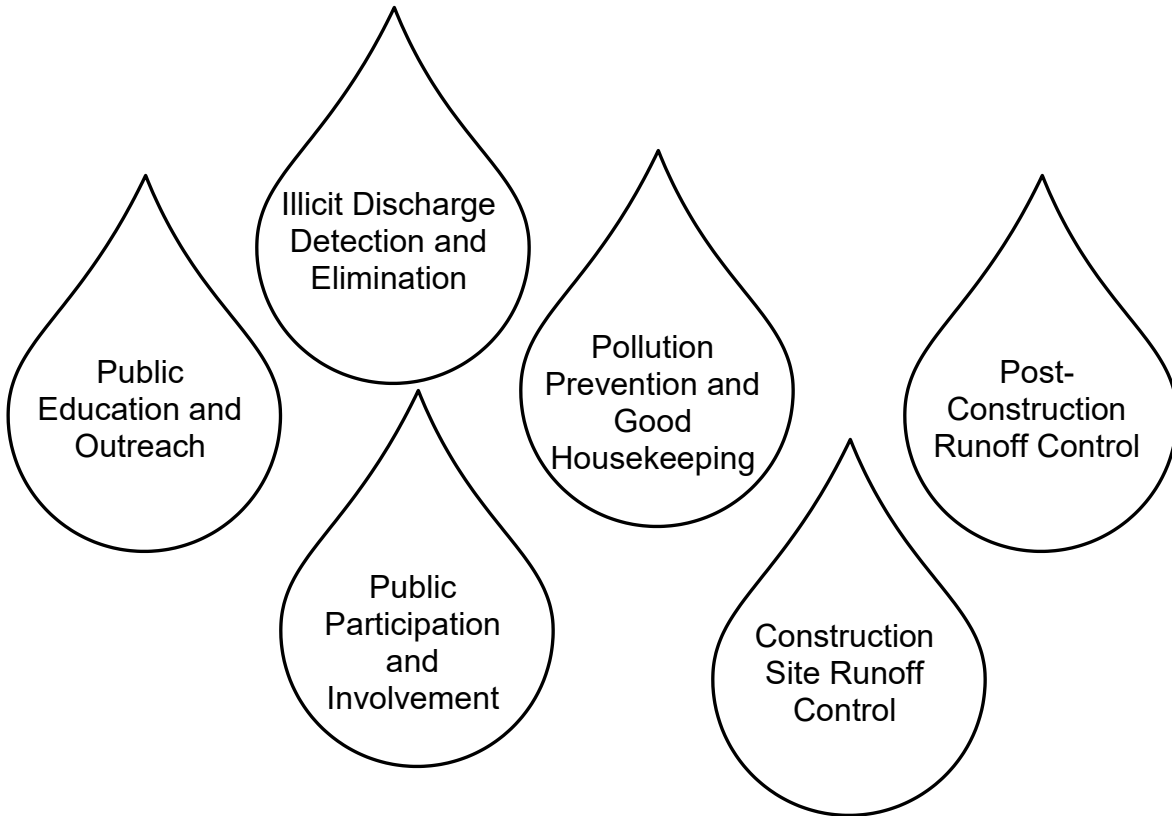 Illicit Discharge
Detection and
Elimination
Public
Education and
Outreach
Pollution
Prevention and
Good
Housekeeping
Post-
Construction
Runoff Control
Public
Participation
and
Involvement
Construction
Site Runoff
Control